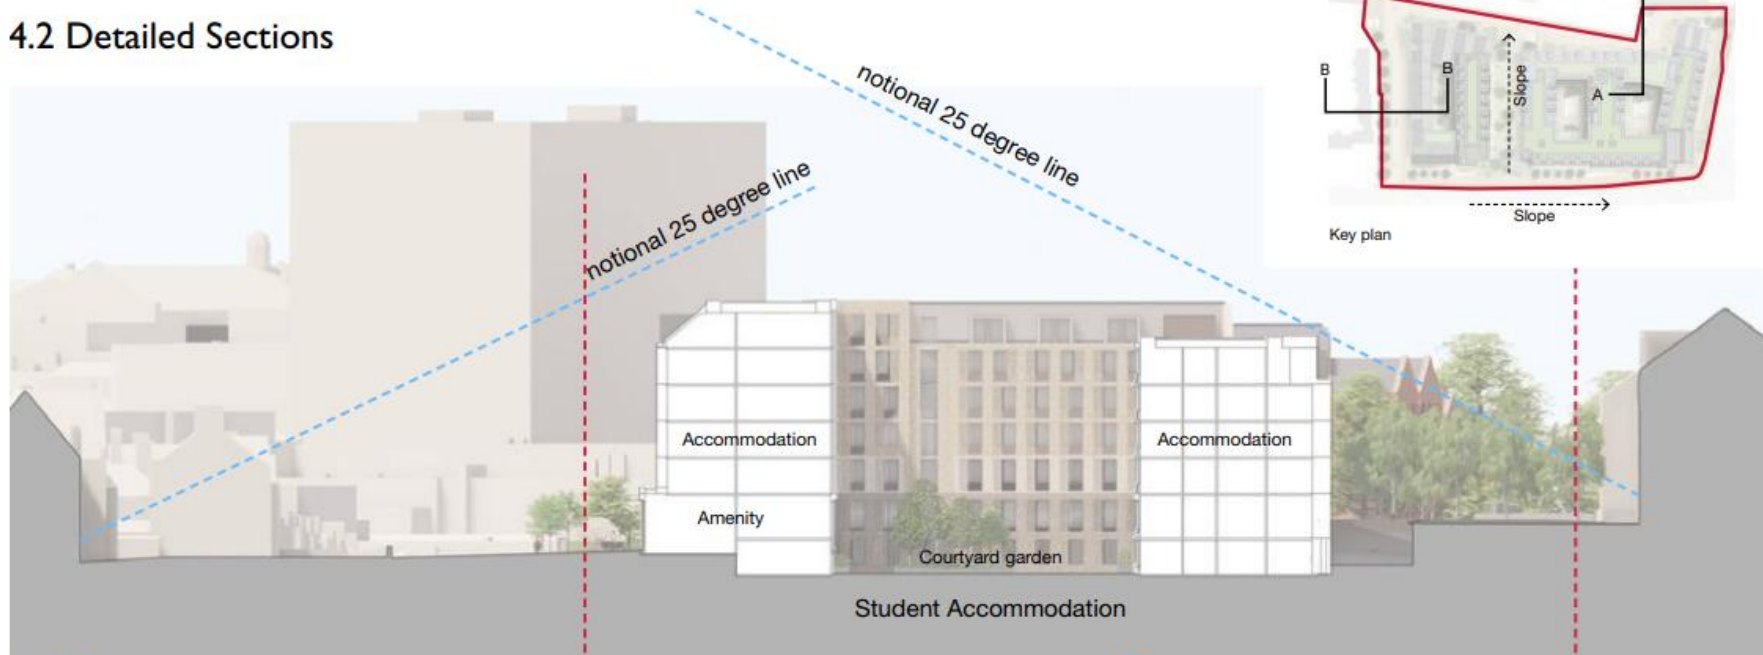 4.2 Detailed Sections
notional 25 degree line
notional 25 degree line
B
B
A
Slope
Slope
Key plan
Accommodation
Accommodation
Amenity
Courtyard garden
Student Accommodation